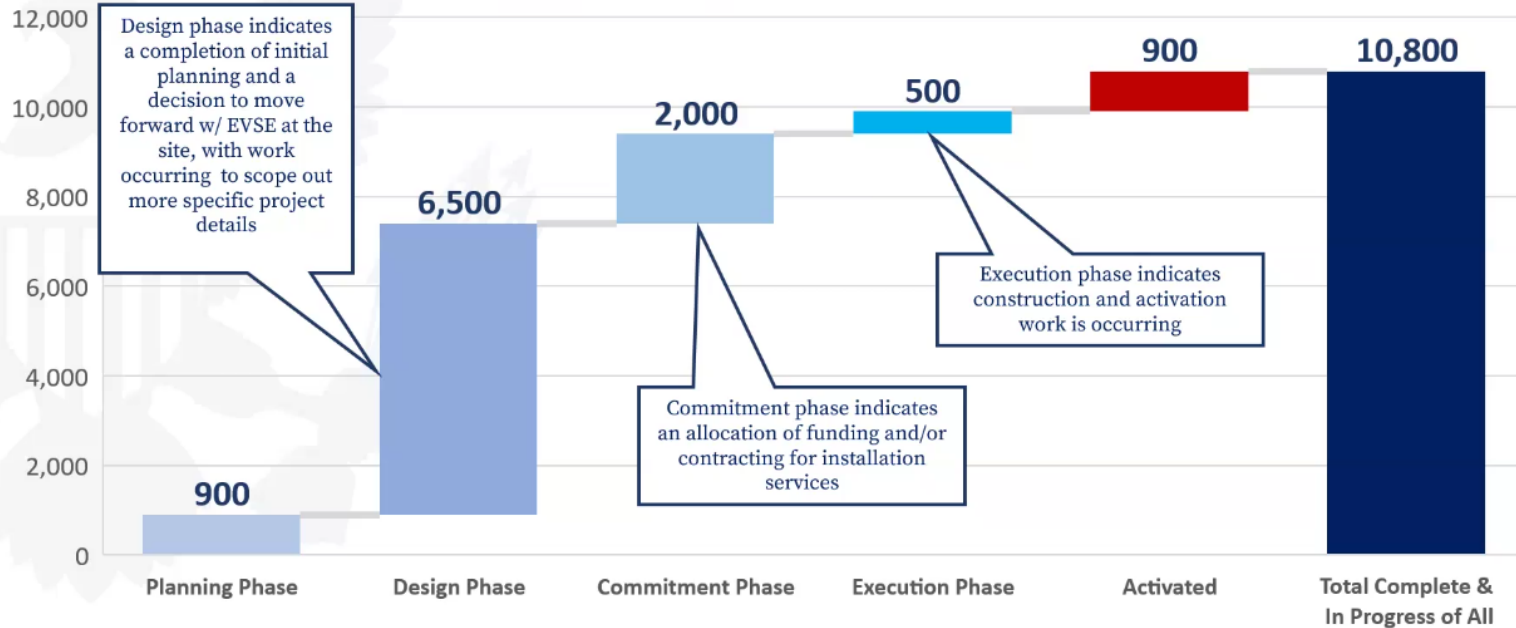 12,000
10,000
8,000
6,000
4,000
2,000
0
Design phase indicates
a completion of initial
planning and a
decision to move
forward w/ EVSE at the
site, with work
occurring to scope out
more specific project
details
900
6,500
2,000
500
900
10,800
Execution phase indicates
construction and activation
work is occurring
Commitment phase indicates
an allocation of funding and/or
contracting for installation
services
Planning Phase
Design Phase
Commitment Phase
Execution Phase
Activated
Total Complete &
In Progress of All